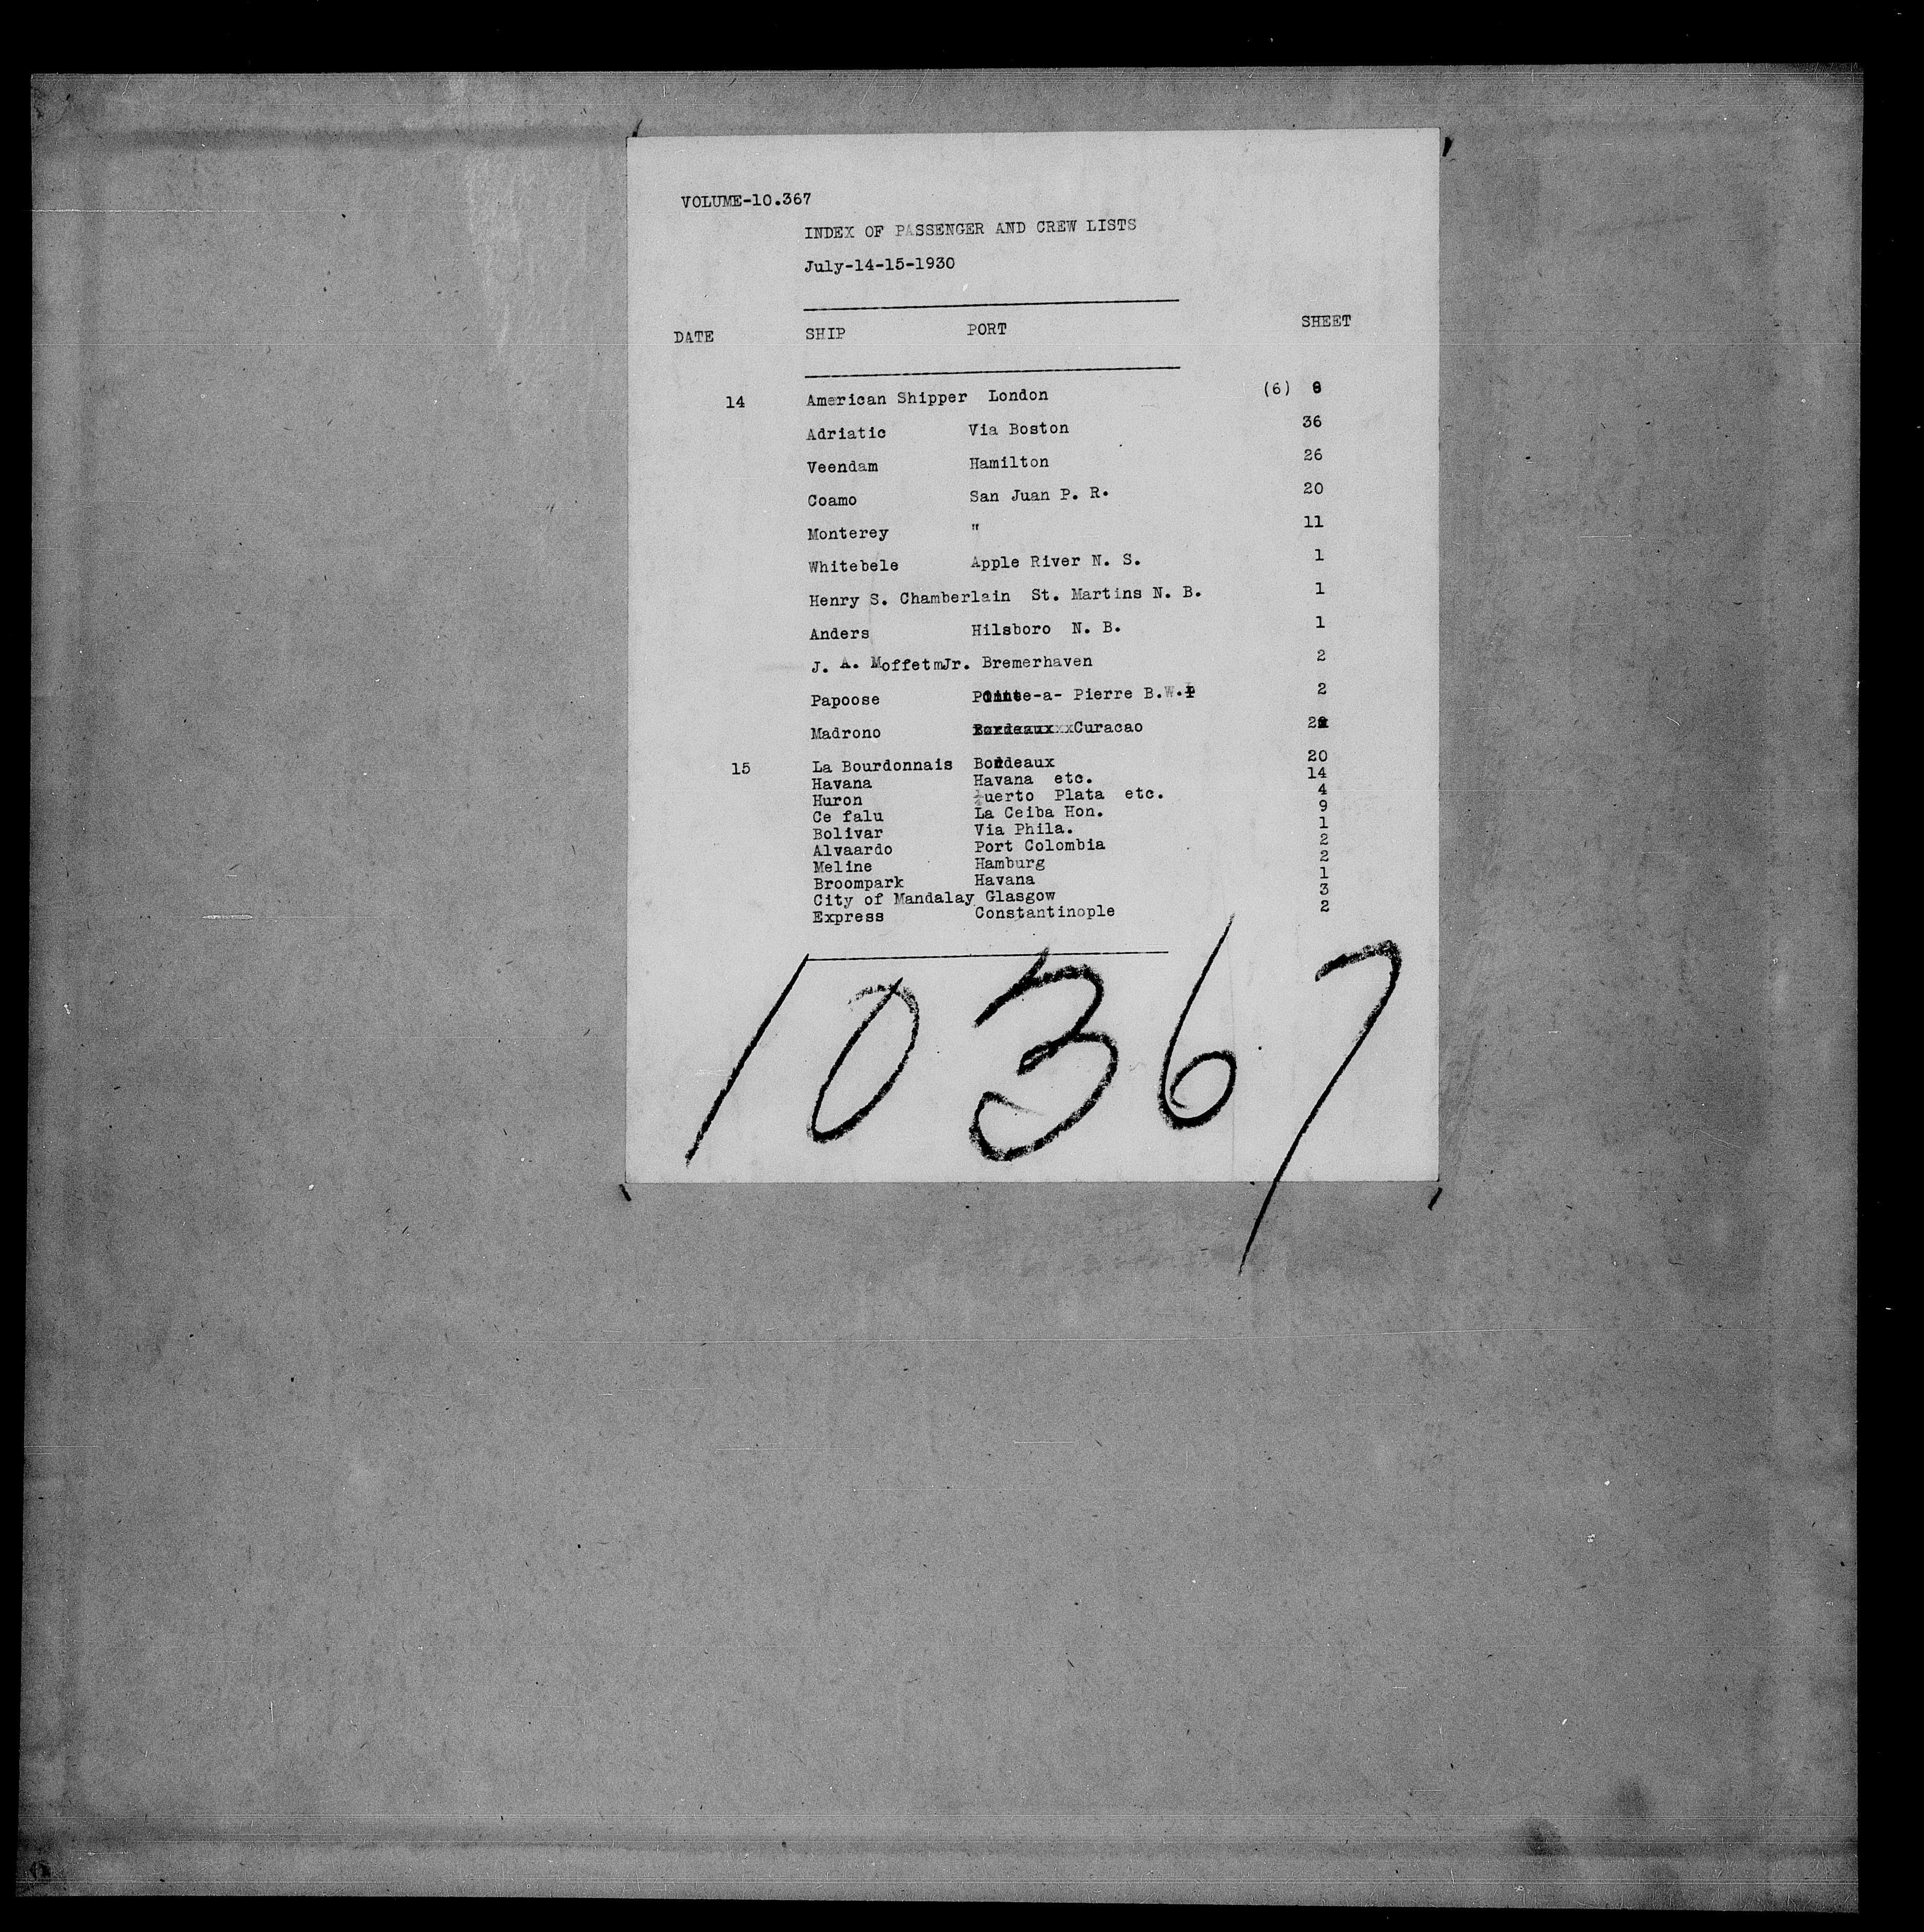 VOLUME-10.367
INDEX OF PASSENGER AND CREW LISTS
July-14-15-1930
DATE SHIP PORT SHEET
14 American Shipper London (6)
Adriatic Via Boston 36
Veendam Hamilton 26
Coamo San Juan P. R. 20
Monterey " 11
Whitebele Apple River N. S. 1
Henry S. Chamberlain St. Martins N. B. 1
Anders Hilsboro N. B. 1
J. A. MoffetmJr. Bremerhaven 2
Papoose Pointe-a- Pierre B.W.I 2
Madrono Curacao
15 La Bourdonnais Bordeaux 20
Havana Havana etc. 14
Huron Puerto Plata etc. 4
Ce falu La Ceiba Hon. 9
Bolivar Via Phila. 1
Alvaardo Port Colombia 2
Meline Hamburg 2
Broompark Havana 1
City of Mandalay Glasgow 3
Express Constantinople 2
10367